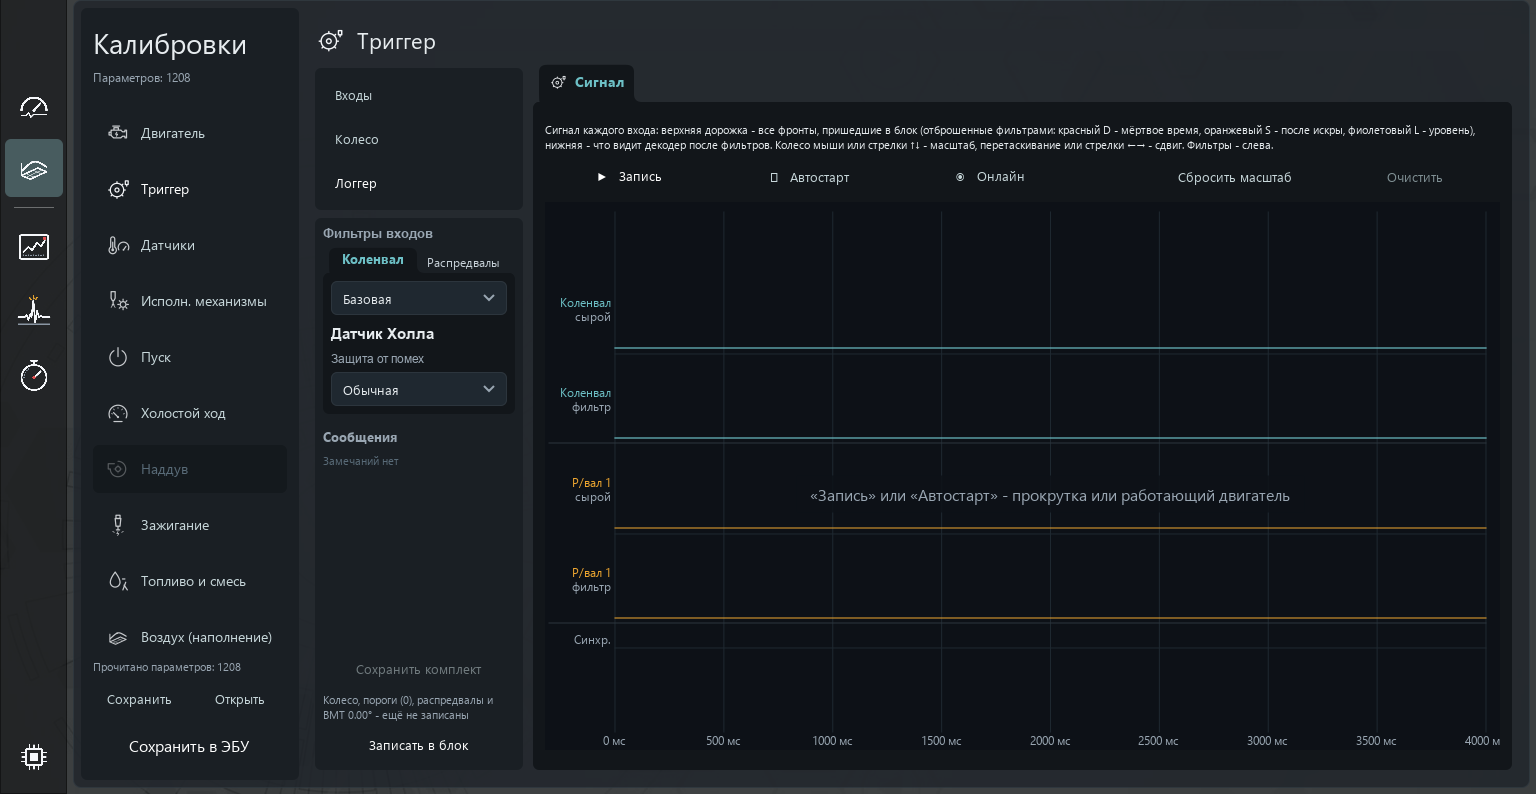 Калибровки
Параметров: 1208
Двигатель
Триггер
Датчики
Исполн. механизмы
Пуск
Холостой ход
Наддув
Зажигание
Топливо и смесь
Воздух (наполнение)
Прочитано параметров: 1208
Сохранить
Открыть
Сохранить в ЭБУ
Триггер
Входы
Колесо
Логгер
Фильтры входов
Коленвал
Распредвалы
Базовая
Датчик Холла
Защита от помех
Обычная
Сообщения
Замечаний нет
Сохранить комплект
Колесо, пороги (0), распредвалы и
ВМТ 0.00° - ещё не записаны
Записать в блок
Сигнал
Сигнал каждого входа: верхняя дорожка - все фронты, пришедшие в блок (отброшенные фильтрами: красный D - мёртвое время, оранжевый S - после искры, фиолетовый L - уровень),
нижняя - что видит декодер после фильтров. Колесо мыши или стрелки ↑↓ - масштаб, перетаскивание или стрелки ←→ - сдвиг. Фильтры - слева.
Запись
Автостарт
Онлайн
Сбросить масштаб
Очистить
Коленвал
сырой
Коленвал
фильтр
Р/вал 1
сырой
«Запись» или «Автостарт» - прокрутка или работающий двигатель
Р/вал 1
фильтр
Синхр.
0 мс
500 мс
1000 мс
1500 мс
2000 мс
2500 мс
3000 мс
3500 мс
4000 м